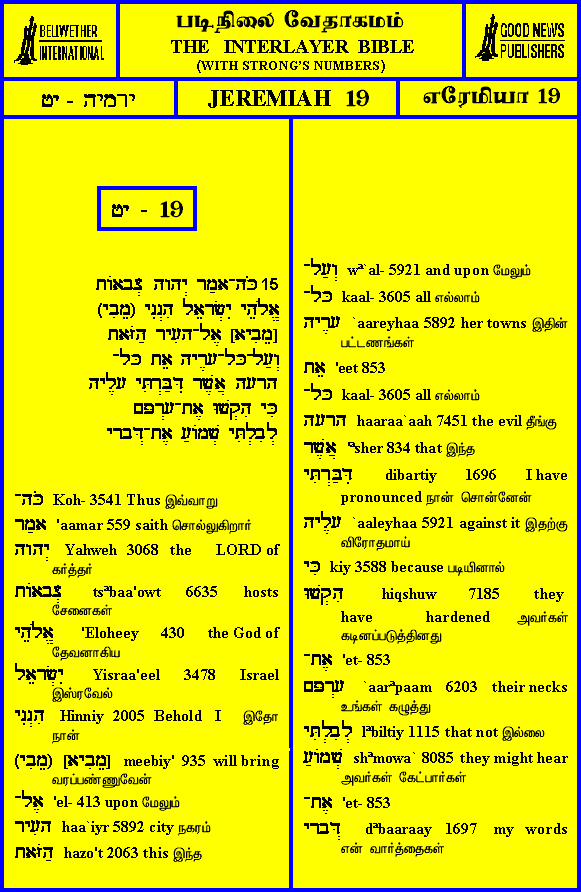 BELLWETHER
INTERNATIONAL
படிநிலை வேதாகமம்
THE INTERLAYER BIBLE
(WITH STRONG'S NUMBERS)
GOOD NEWS
PUBLISHERS
ירמיה - יט
JEREMIAH 19
எரேமியா 19
יט - 19
15 כֹּה־אָמַר יְהוָה צְבָאוֹת
אֱלֹהֵי יִשְׂרָאֵל הִנְנִי (מֵבִי)
[מֵבִיא] אֶל־הָעִיר הַזֹּאת
וְעַל־כָּל־עָרֶיהָ אֵת כָּל־
הָרָעָה אֲשֶׁר דִּבַּרְתִּי עָלֶיהָ
כִּי הִקְשׁוּ אֶת־עָרְפָּם
לְבִלְתִּי שְׁמוֹעַ אֶת־דְּבָרָי
כֹּה־ Koh- 3541 Thus இவ்வாறு
אָמַר 'aamar 559 saith சொல்லுகிறார்
יְהוָה Yahweh 3068 the LORD of
கர்த்தர்
צְבָאוֹת tsªbaa'owt 6635 hosts
சேனைகள்
אֱלֹהֵי 'Eloheey 430 the God of
தேவனாகிய
יִשְׂרָאֵל Yisraa'eel 3478 Israel
இஸ்ரவேல்
הִנְנִי Hinniy 2005 Behold I இதோ
நான்
(מֵבִי) [מֵבִיא] meebiy' 935 will bring
வரப்பண்ணுவேன்
אֶל־ 'el- 413 upon மேலும்
הָעִיר haa`iyr 5892 city நகரம்
הַזֹּאת hazo't 2063 this இந்த
וְעַל־ wª`al- 5921 and upon மேலும்
כָּל־ kaal- 3605 all எல்லாம்
עָרֶיהָ `aareyhaa 5892 her towns இதின்
பட்டணங்கள்
אֵת 'eet 853
כָּל־ kaal- 3605 all எல்லாம்
הָרָעָה haaraa`aah 7451 the evil தீங்கு
אֲשֶׁר ªsher 834 that இந்த
דִּבַּרְתִּי dibartiy 1696 I have
pronounced நான் சொன்னேன்
עָלֶיהָ `aaleyhaa 5921 against it இதற்கு
விரோதமாய்
כִּי kiy 3588 because படியினால்
הִקְשׁוּ hiqshuw 7185 they
have hardened அவர்கள்
கடினப்படுத்தினது
אֶת־ 'et- 853
עָרְפָּם `aarªpaam 6203 their necks
உங்கள் கழுத்து
לְבִלְתִּי lªbiltiy 1115 that not இல்லை
שְׁמוֹעַ shªmowa` 8085 they might hear
அவர்கள் கேட்பார்கள்
אֶת־ 'et- 853
דְּבָרָי dªbaaraay 1697 my words
என் வார்த்தைகள்